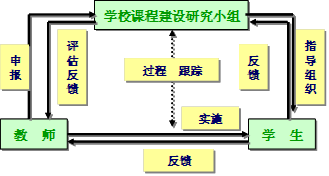 学校课程建设研究小组
申报
评估反馈
过程 跟踪
反馈
指导组织
实施
教 师
学 生
反馈